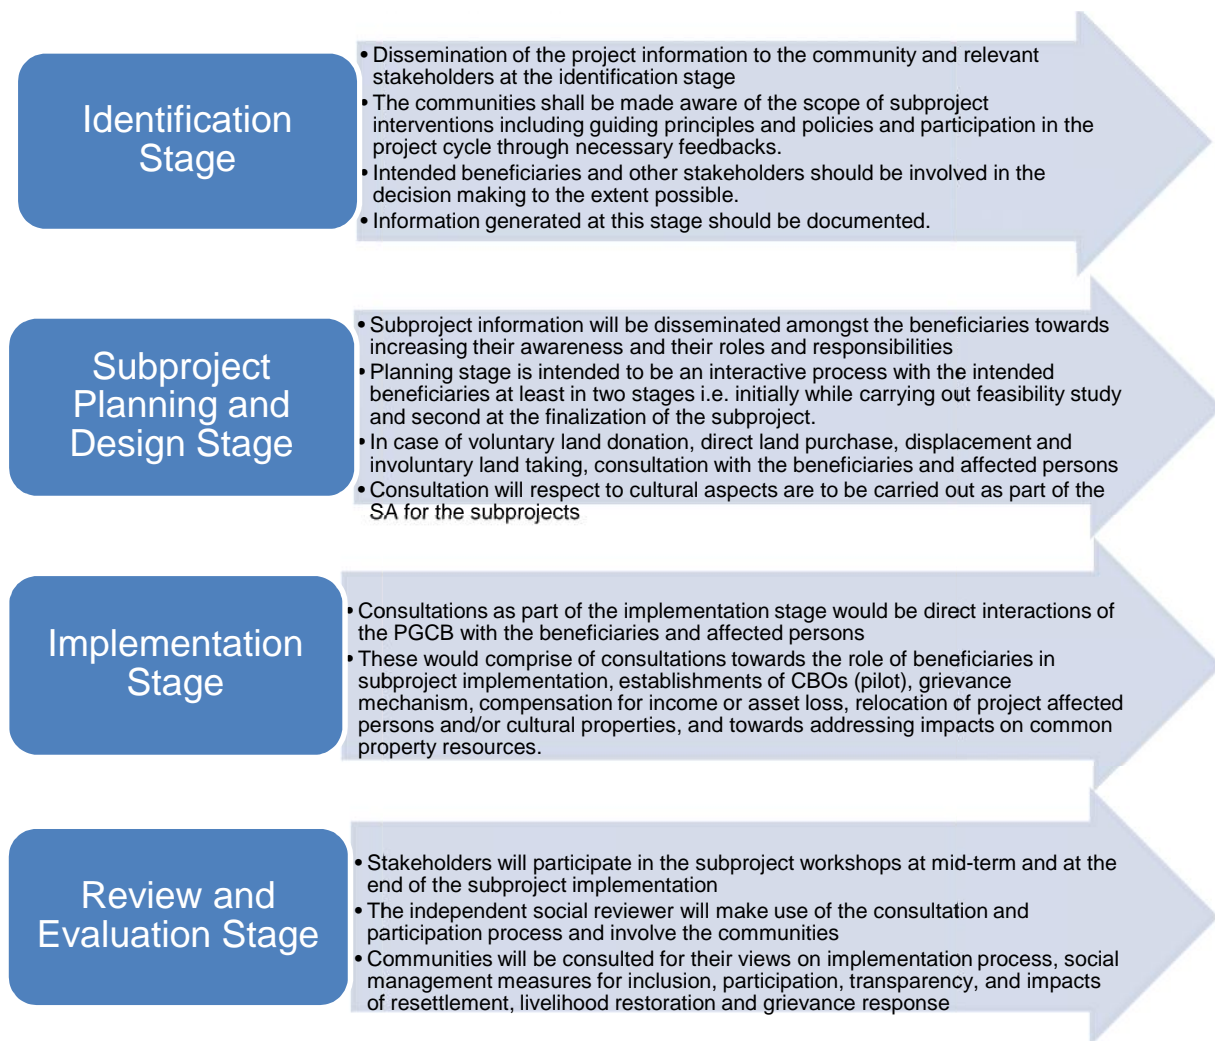 Identification
Stage
• Dissemination of the project information to the community and relevant
stakeholders at the identification stage
• The communities shall be made aware of the scope of subproject
interventions including guiding principles and policies and participation in the
project cycle through necessary feedbacks.
• Intended beneficiaries and other stakeholders should be involved in the
decision making to the extent possible.
• Information generated at this stage should be documented.
Subproject
Planning and
Design Stage
• Subproject information will be disseminated amongst the beneficiaries towards
increasing their awareness and their roles and responsibilities
• Planning stage is intended to be an interactive process with the intended
beneficiaries at least in two stages i.e. initially while carrying out feasibility study
and second at the finalization of the subproject.
• In case of voluntary land donation, direct land purchase, displacement and
involuntary land taking, consultation with the beneficiaries and affected persons
• Consultation will respect to cultural aspects are to be carried out as part of the
SA for the subprojects
Implementation
Stage
• Consultations as part of the implementation stage would be direct interactions of
the PGCB with the beneficiaries and affected persons
• These would comprise of consultations towards the role of beneficiaries in
subproject implementation, establishments of CBOs (pilot), grievance
mechanism, compensation for income or asset loss, relocation of project affected
persons and/or cultural properties, and towards addressing impacts on common
property resources.
Review and
Evaluation Stage
• Stakeholders will participate in the subproject workshops at mid-term and at the
end of the subproject implementation
• The independent social reviewer will make use of the consultation and
participation process and involve the communities
• Communities will be consulted for their views on implementation process, social
management measures for inclusion, participation, transparency, and impacts
of resettlement, livelihood restoration and grievance response